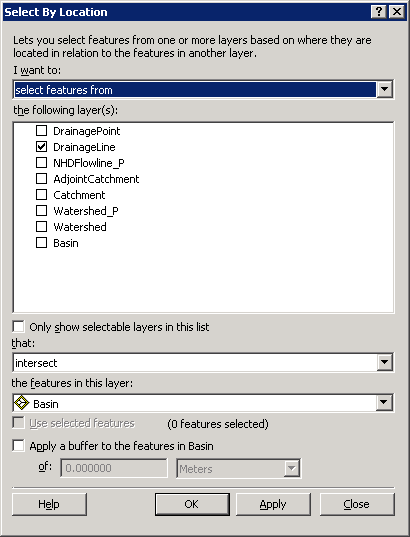 Select By Location
Lets you select features from one or more layers based on where they are
located in relation to the features in another layer.
I want to:
select features from
the following layer(s):
DrainagePoint
DrainageLine
NHDFlowline_P
AdjointCatchment
Catchment
Watershed_P
Watershed
Basin
Only show selectable layers in this list
that:
intersect
the features in this layer:
Basin
Use selected features (0 features selected)
Apply a buffer to the features in Basin
of: 0.000000 Meters
Help OK Apply Close